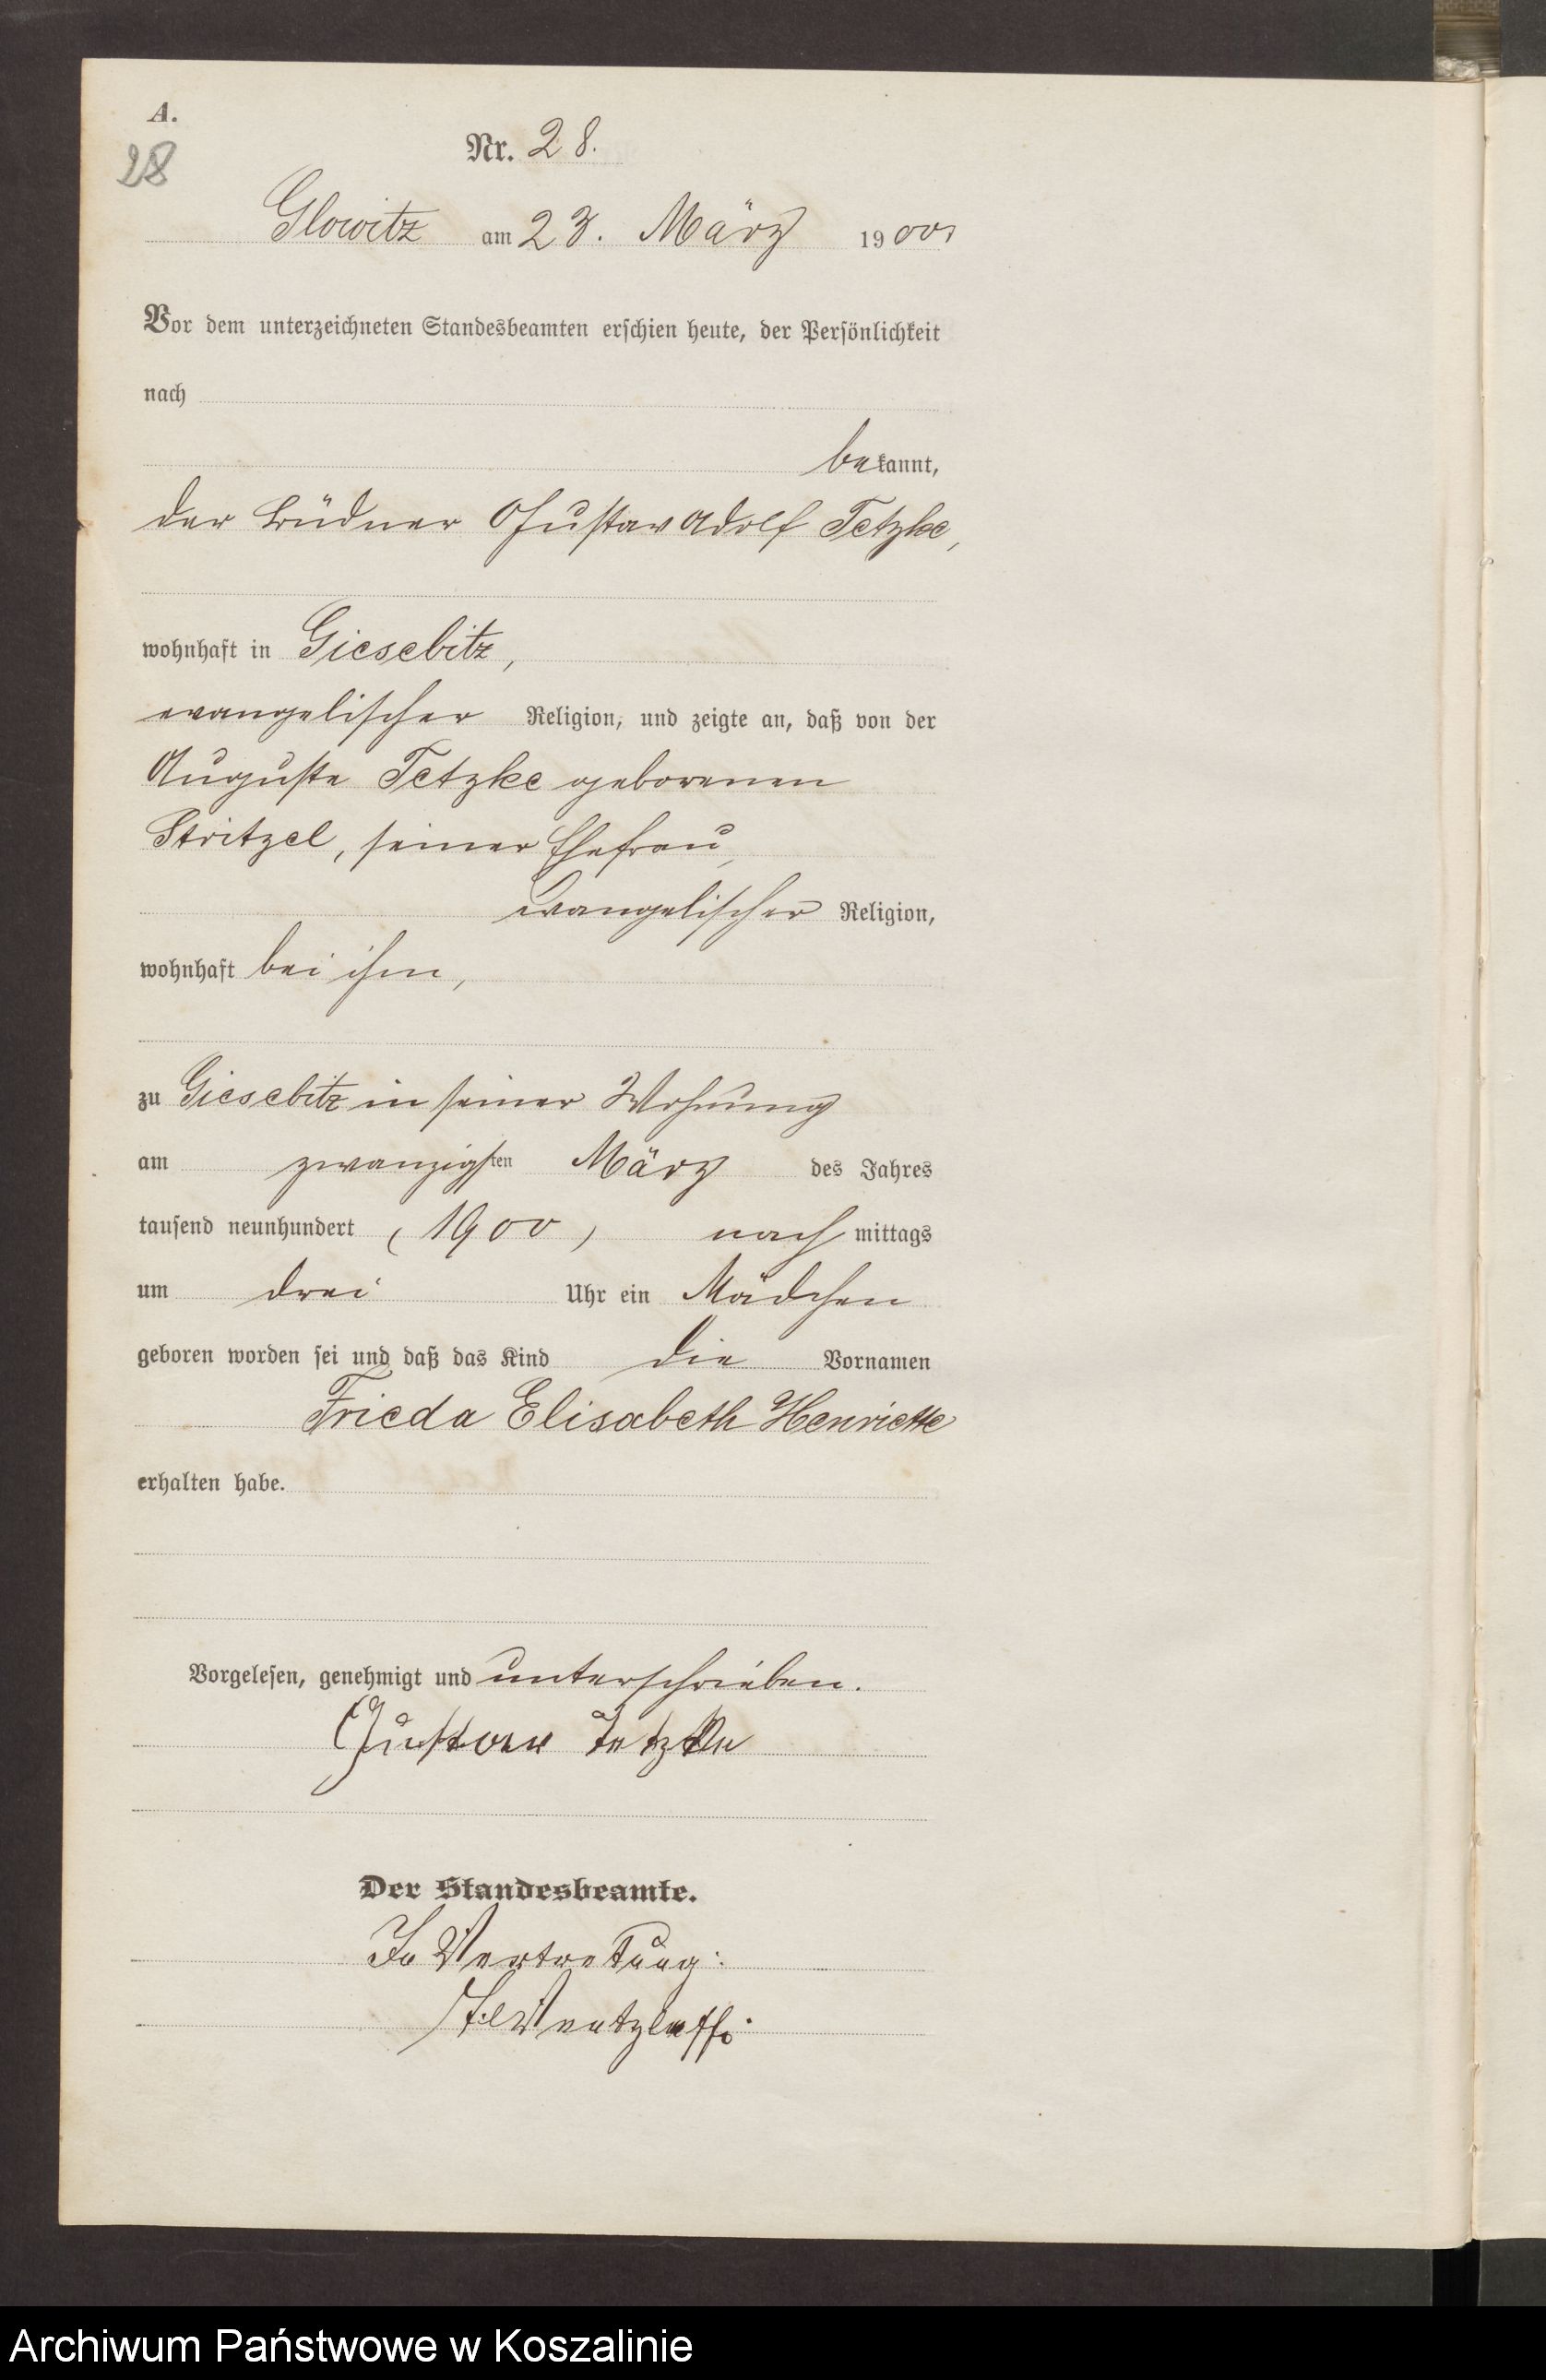 A.
28
Nr. 28.
Glowitz am 23. März 1900
Vor dem unterzeichneten Standesbeamten erschien heute, der Persönlichkeit
nach
bekannt,
der Büdner Gustav Adolf Tetzke,
wohnhaft in Giesebitz,
evangelischer Religion, und zeigte an, daß von der
Auguste Tetzke geborenen
Stritzel, seiner Ehefrau,
evangelischer Religion,
wohnhaft bei ihm,
zu Giesebitz in seiner Wohnung
am zwanzigsten März des Jahres
tausend neunhundert (1900) nachmittags
um drei Uhr ein Mädchen
geboren worden sei und daß das Kind die Vornamen
Frieda Elisabeth Henriette
erhalten habe.
Vorgelesen, genehmigt und unterschrieben.
Gustav Tetzke
Der Standesbeamte.
In Vertretung:
Archiwum Państwowe w Koszalinie